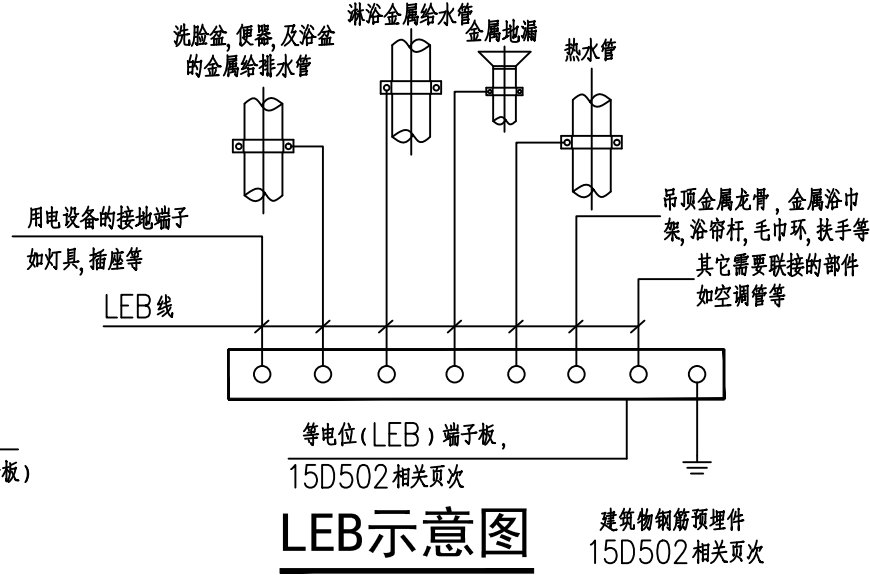 淋浴金属给水管
洗脸盆,便器,及浴盆
的金属给排水管
金属地漏
热水管
用电设备的接地端子
如灯具,插座等
吊顶金属龙骨,金属浴巾
架,浴帘杆,毛巾环,扶手等
其它需要联接的部件
如空调管等
LEB线
等电位(LEB)端子板,
15D502相关页次
板)
LEB示意图
建筑物钢筋预埋件
15D502相关页次